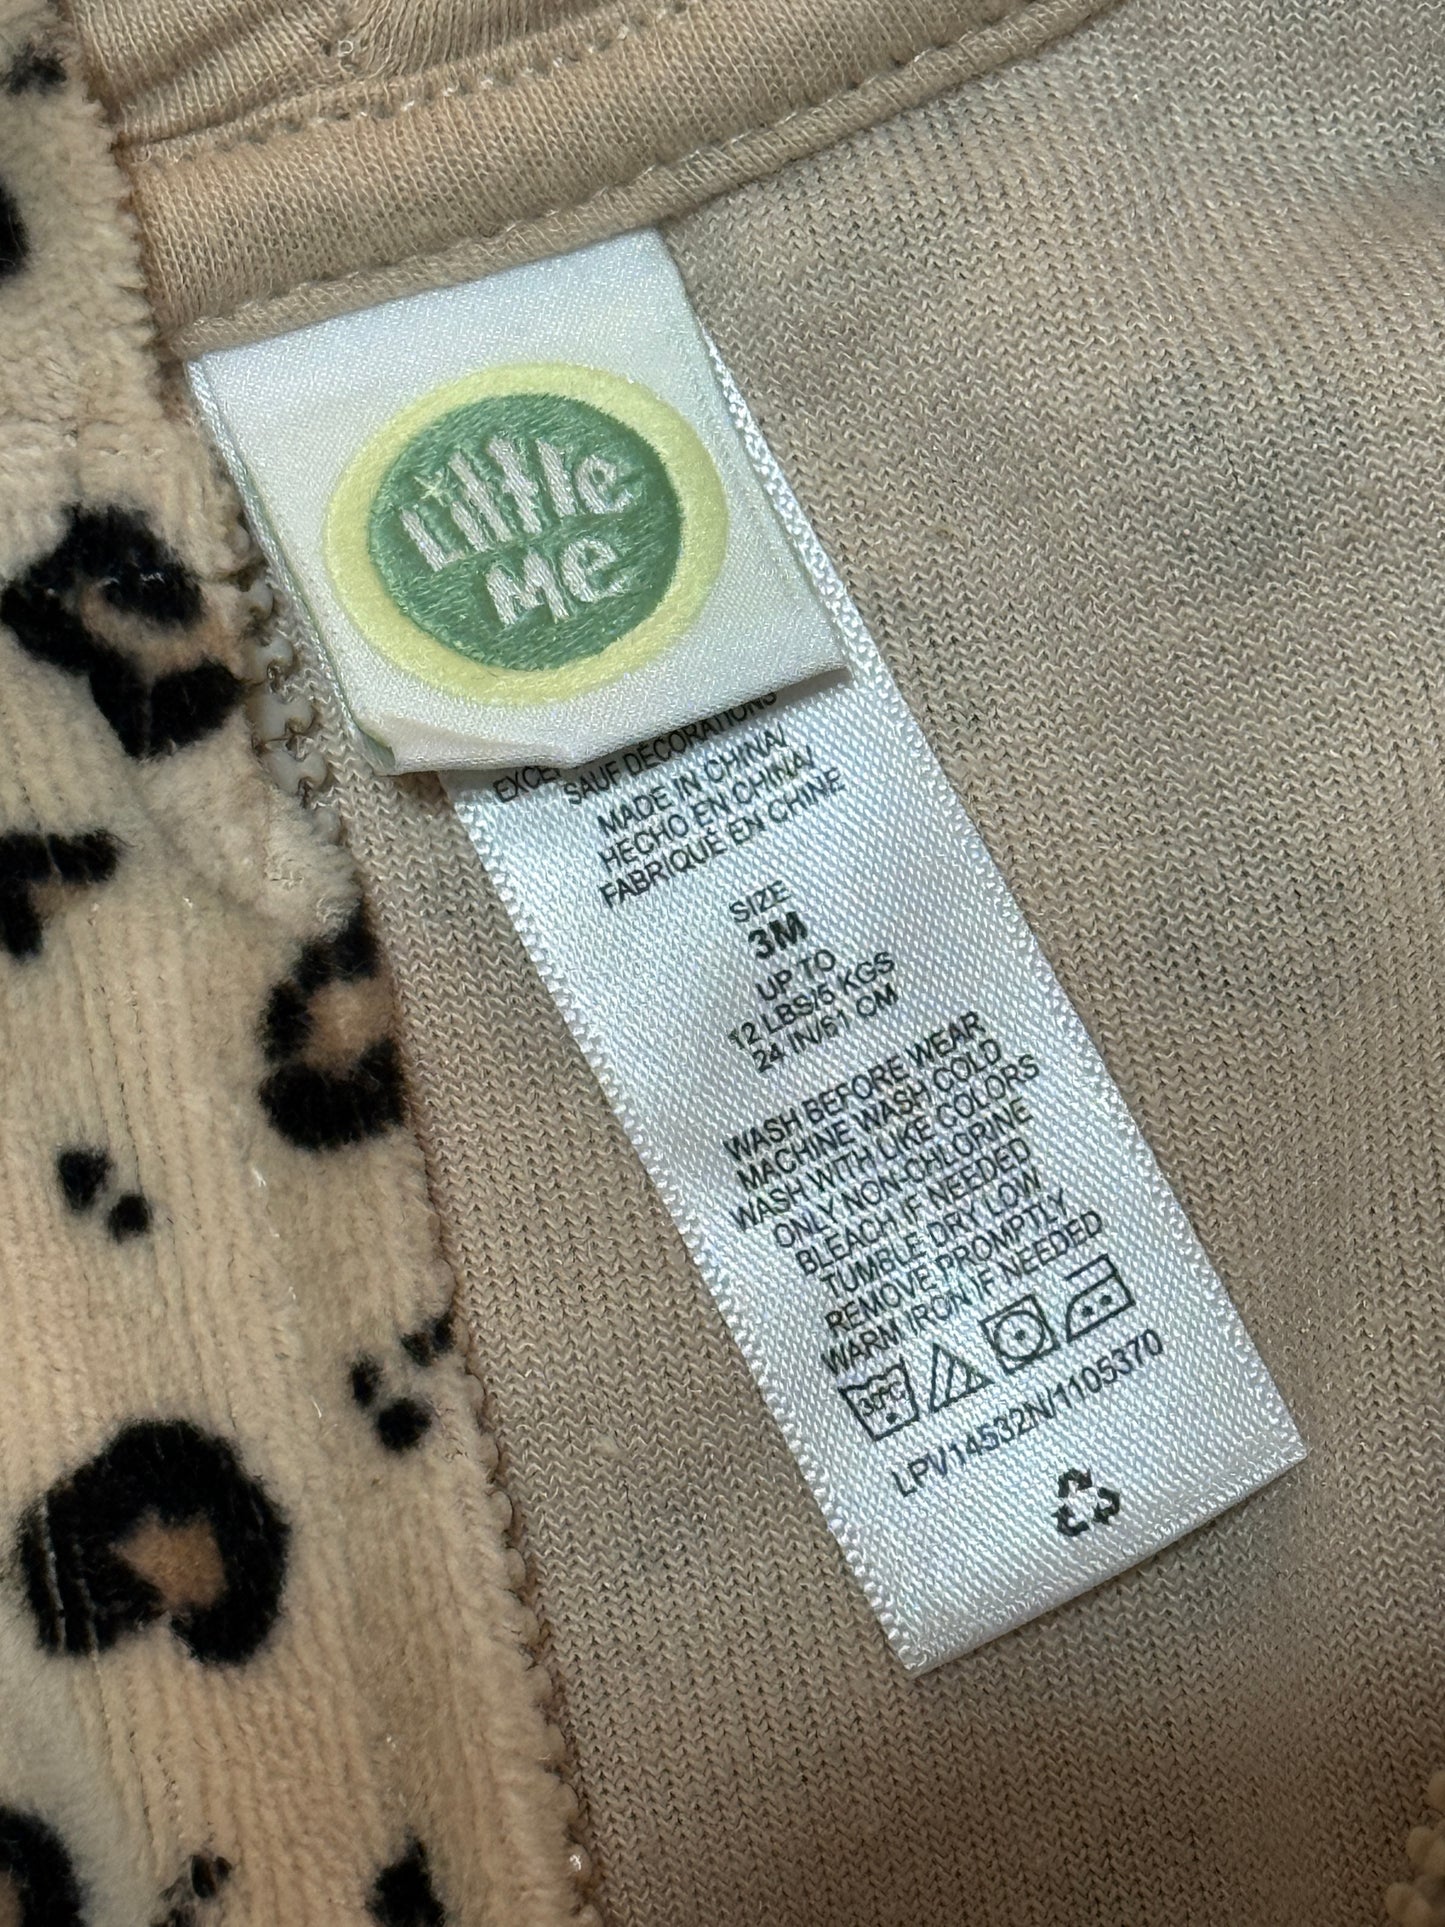 Little
Me
SAUF DÉCORATIONS
MADE IN CHINA/
HECHO EN CHINA/
FABRIQUÉ EN CHINE
SIZE
3M
UP TO
12 LBS/5 KGS
24 IN/61 CM
WASH BEFORE WEAR
MACHINE WASH COLD
WASH WITH LIKE COLORS
ONLY NON-CHLORINE
BLEACH IF NEEDED
TUMBLE DRY LOW
REMOVE PROMPTLY
WARM IRON IF NEEDED
30°C
LPV14532N/1105370